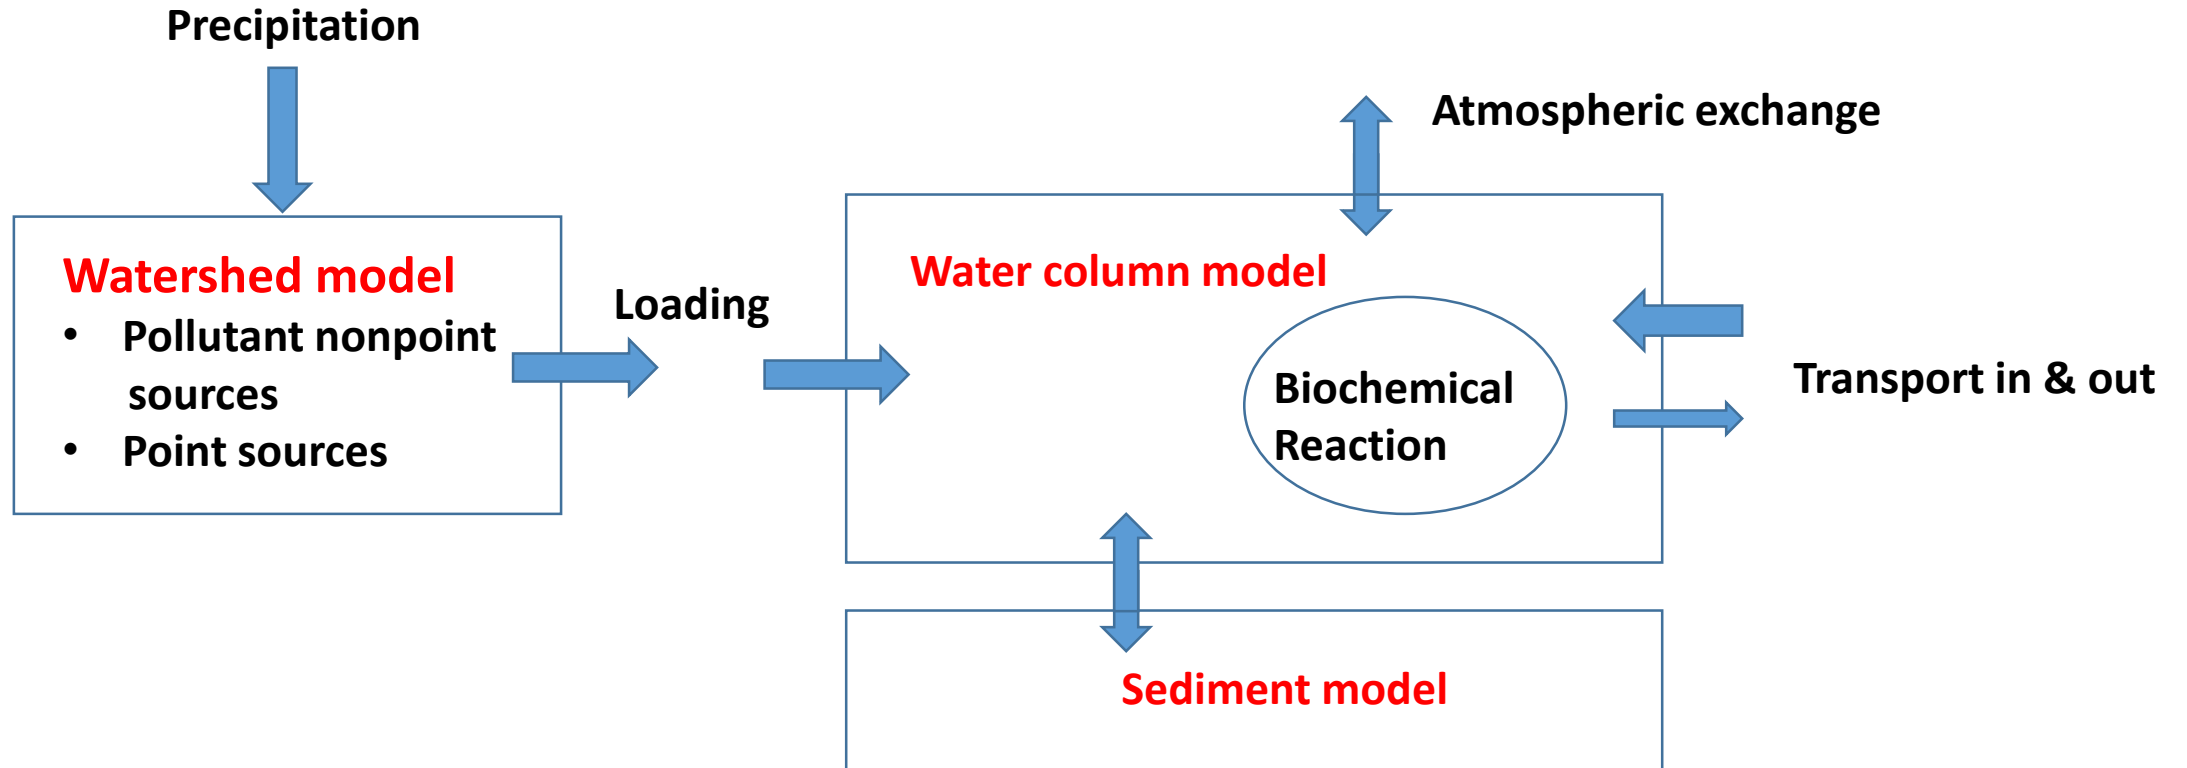 Precipitation
Atmospheric exchange
Watershed model
• Pollutant nonpoint
sources
• Point sources
Loading
Water column model
Biochemical
Reaction
Transport in & out
Sediment model